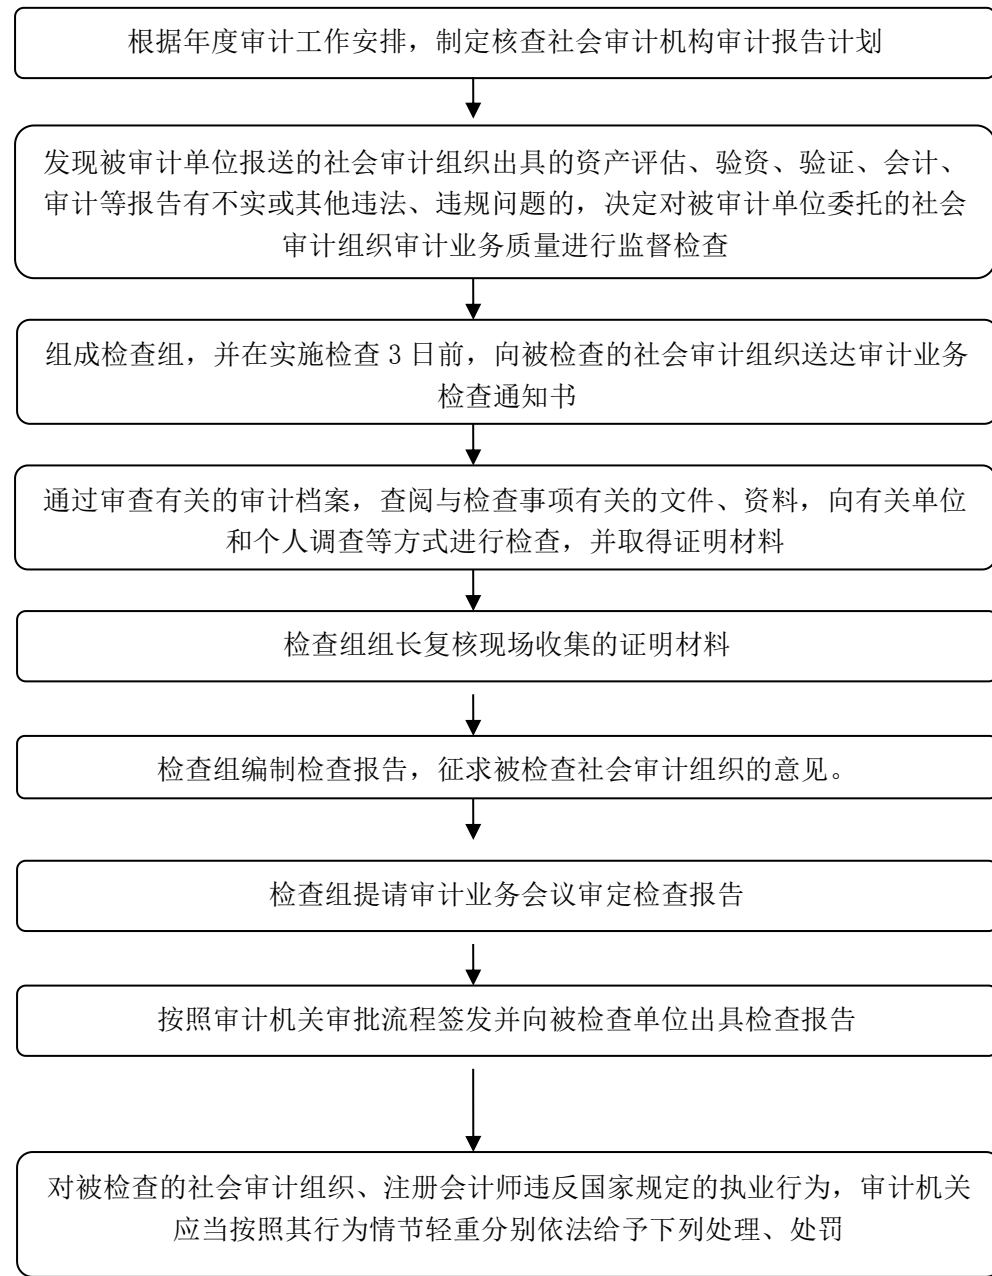 根据年度审计工作安排，制定核查社会审计机构审计报告计划
发现被审计单位报送的社会审计组织出具的资产评估、验资、验证、会计、
审计等报告有不实或其他违法、违规问题的，决定对被审计单位委托的社会
审计组织审计业务质量进行监督检查
组成检查组，并在实施检查 3 日前，向被检查的社会审计组织送达审计业务
检查通知书
通过审查有关的审计档案，查阅与检查事项有关的文件、资料，向有关单位
和个人调查等方式进行检查，并取得证明材料
检查组组长复核现场收集的证明材料
检查组编制检查报告，征求被检查社会审计组织的意见。
检查组提请审计业务会议审定检查报告
按照审计机关审批流程签发并向被检查单位出具检查报告
对被检查的社会审计组织、注册会计师违反国家规定的执业行为，审计机关
应当按照其行为情节轻重分别依法给予下列处理、处罚